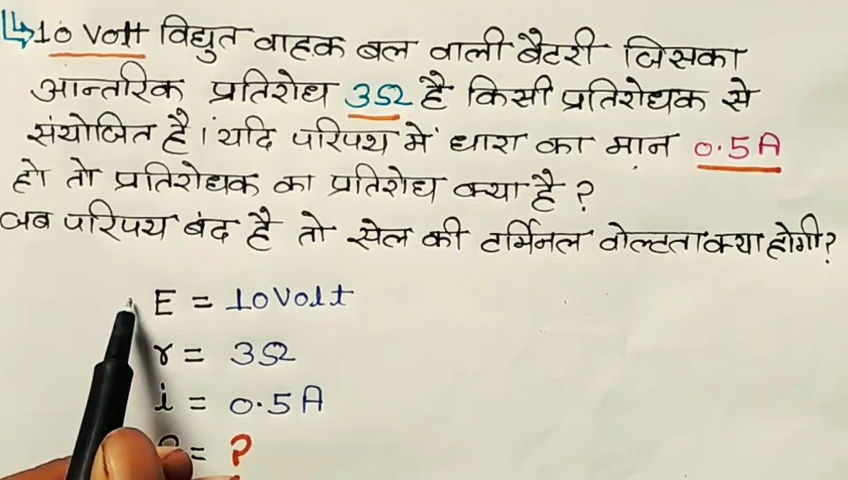 ↳10 Volt विद्युत वाहक बल वाली बैटरी जिसका
आन्तरिक प्रतिरोध 3Ω है किसी प्रतिरोधक से
संयोजित है। यदि परिपथ में धारा का मान 0.5A
हो तो प्रतिरोधक का प्रतिरोध क्या है ?
जब परिपथ बंद है तो सेल की टर्मिनल वोल्टता क्या होगी?
E = 10Volt
r = 3Ω
i = 0.5A
= ?